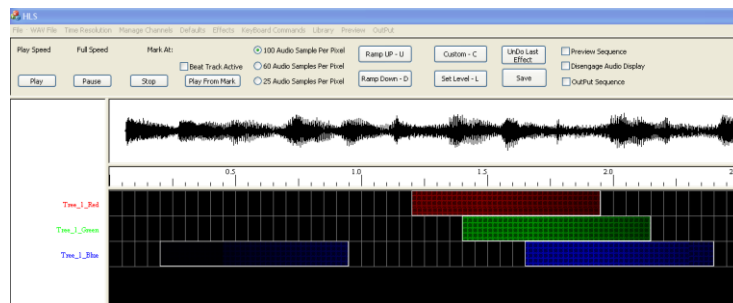 HLS
File WAV File Time Resolution Manage Channels Defaults Effects KeyBoard Commands Library Preview OutPut
Play Speed Full Speed Mark At:
Beat Track Active
Play Pause Stop Play From Mark
100 Audio Sample Per Pixel
60 Audio Samples Per Pixel
25 Audio Samples Per Pixel
Ramp UP - U Custom - C UnDo Last Effect
Ramp Down - D Set Level - L Save
Preview Sequence
Disengage Audio Display
OutPut Sequence
0.5 1.0 1.5 2.0
Tree_1_Red
Tree_1_Green
Tree_1_Blue